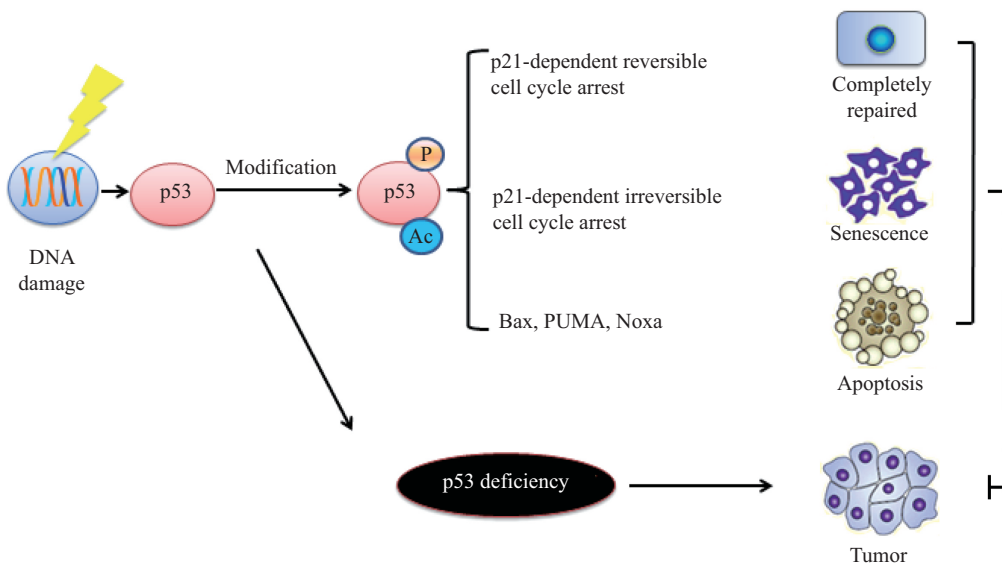 DNA
damage
p53
Modification
P
p53
Ac
p21-dependent reversible
cell cycle arrest
p21-dependent irreversible
cell cycle arrest
Bax, PUMA, Noxa
Completely
repaired
Senescence
Apoptosis
p53 deficiency
Tumor